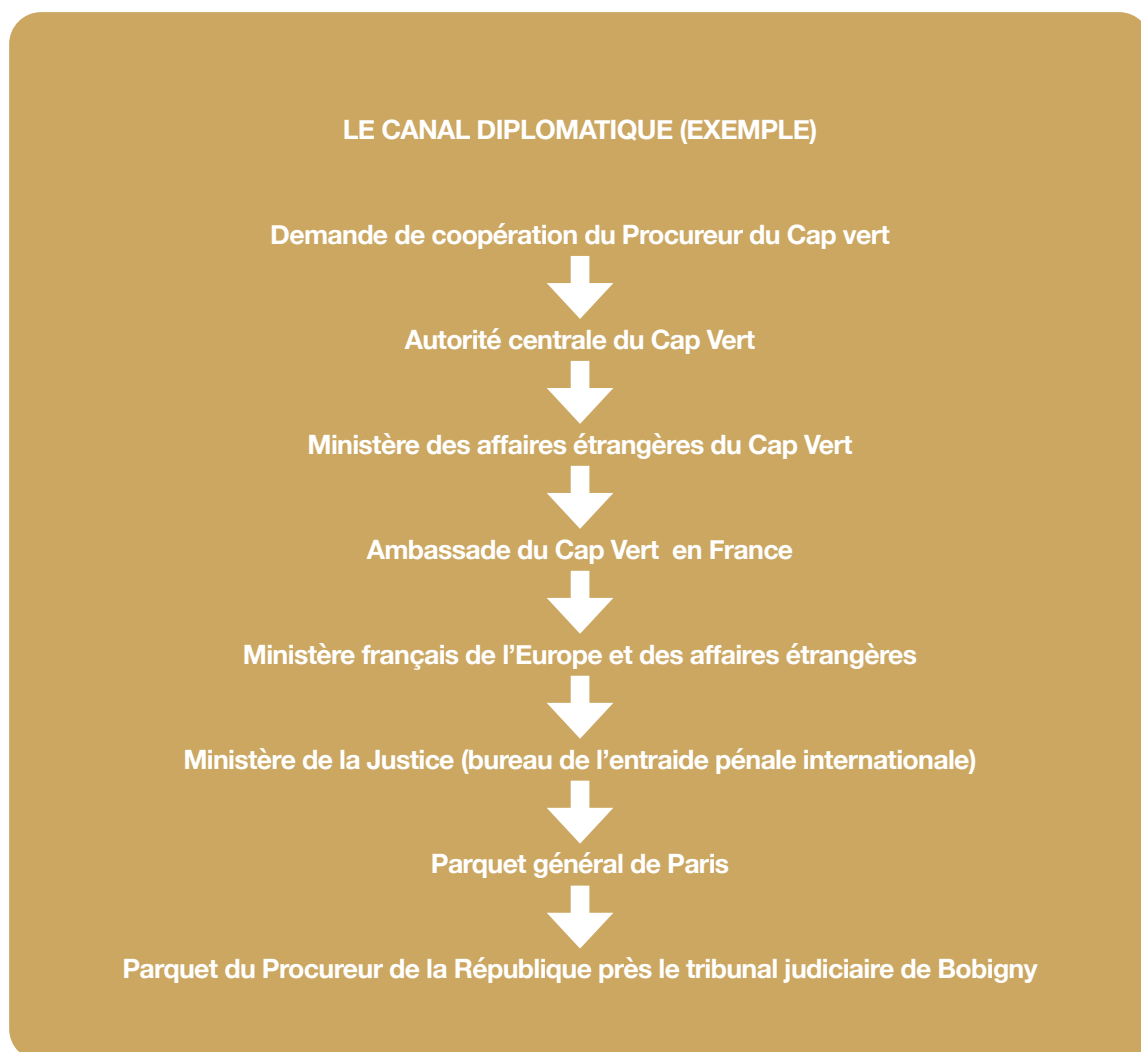 LE CANAL DIPLOMATIQUE (EXEMPLE)
Demande de coopération du Procureur du Cap vert
Autorité centrale du Cap Vert
Ministère des affaires étrangères du Cap Vert
Ambassade du Cap Vert  en France
Ministère français de l’Europe et des affaires étrangères
Ministère de la Justice (bureau de l’entraide pénale internationale)
Parquet général de Paris
Parquet du Procureur de la République près le tribunal judiciaire de Bobigny